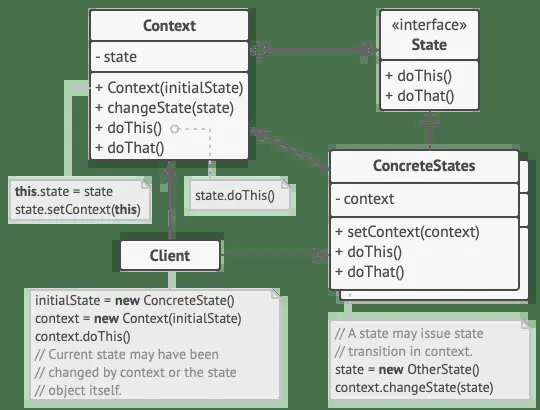 Context
- state
+ Context(initialState)
+ changeState(state)
+ doThis()
+ doThat()
«interface»
State
+ doThis()
+ doThat()
this.state = state
state.setContext(this)
state.doThis()
ConcreteStates
- context
+ setContext(context)
+ doThis()
+ doThat()
Client
initialState = new ConcreteState()
context = new Context(initialState)
context.doThis()
// Current state may have been
// changed by context or the state
// object itself.
// A state may issue state
// transition in context.
state = new OtherState()
context.changeState(state)